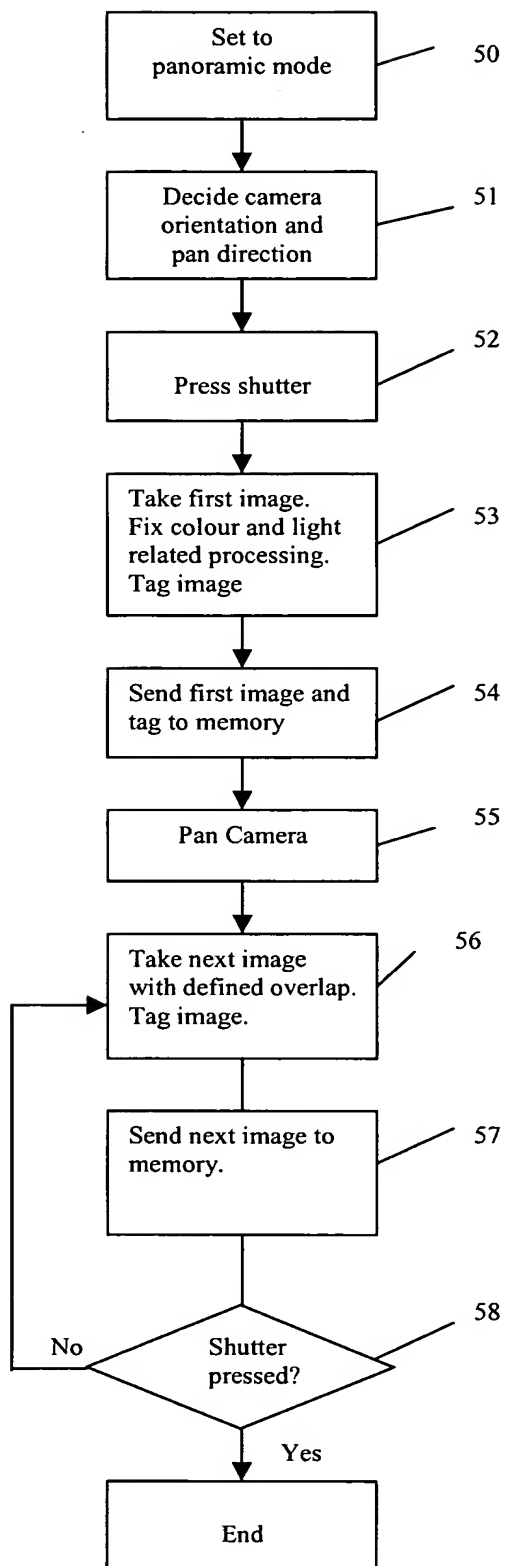 Set to
panoramic mode
50
Decide camera
orientation and
pan direction
51
Press shutter
52
Take first image.
Fix colour and light
related processing.
Tag image
53
Send first image and
tag to memory
54
Pan Camera
55
Take next image
with defined overlap.
Tag image.
56
Send next image to
memory.
57
Shutter
pressed?
58
No
Yes
End